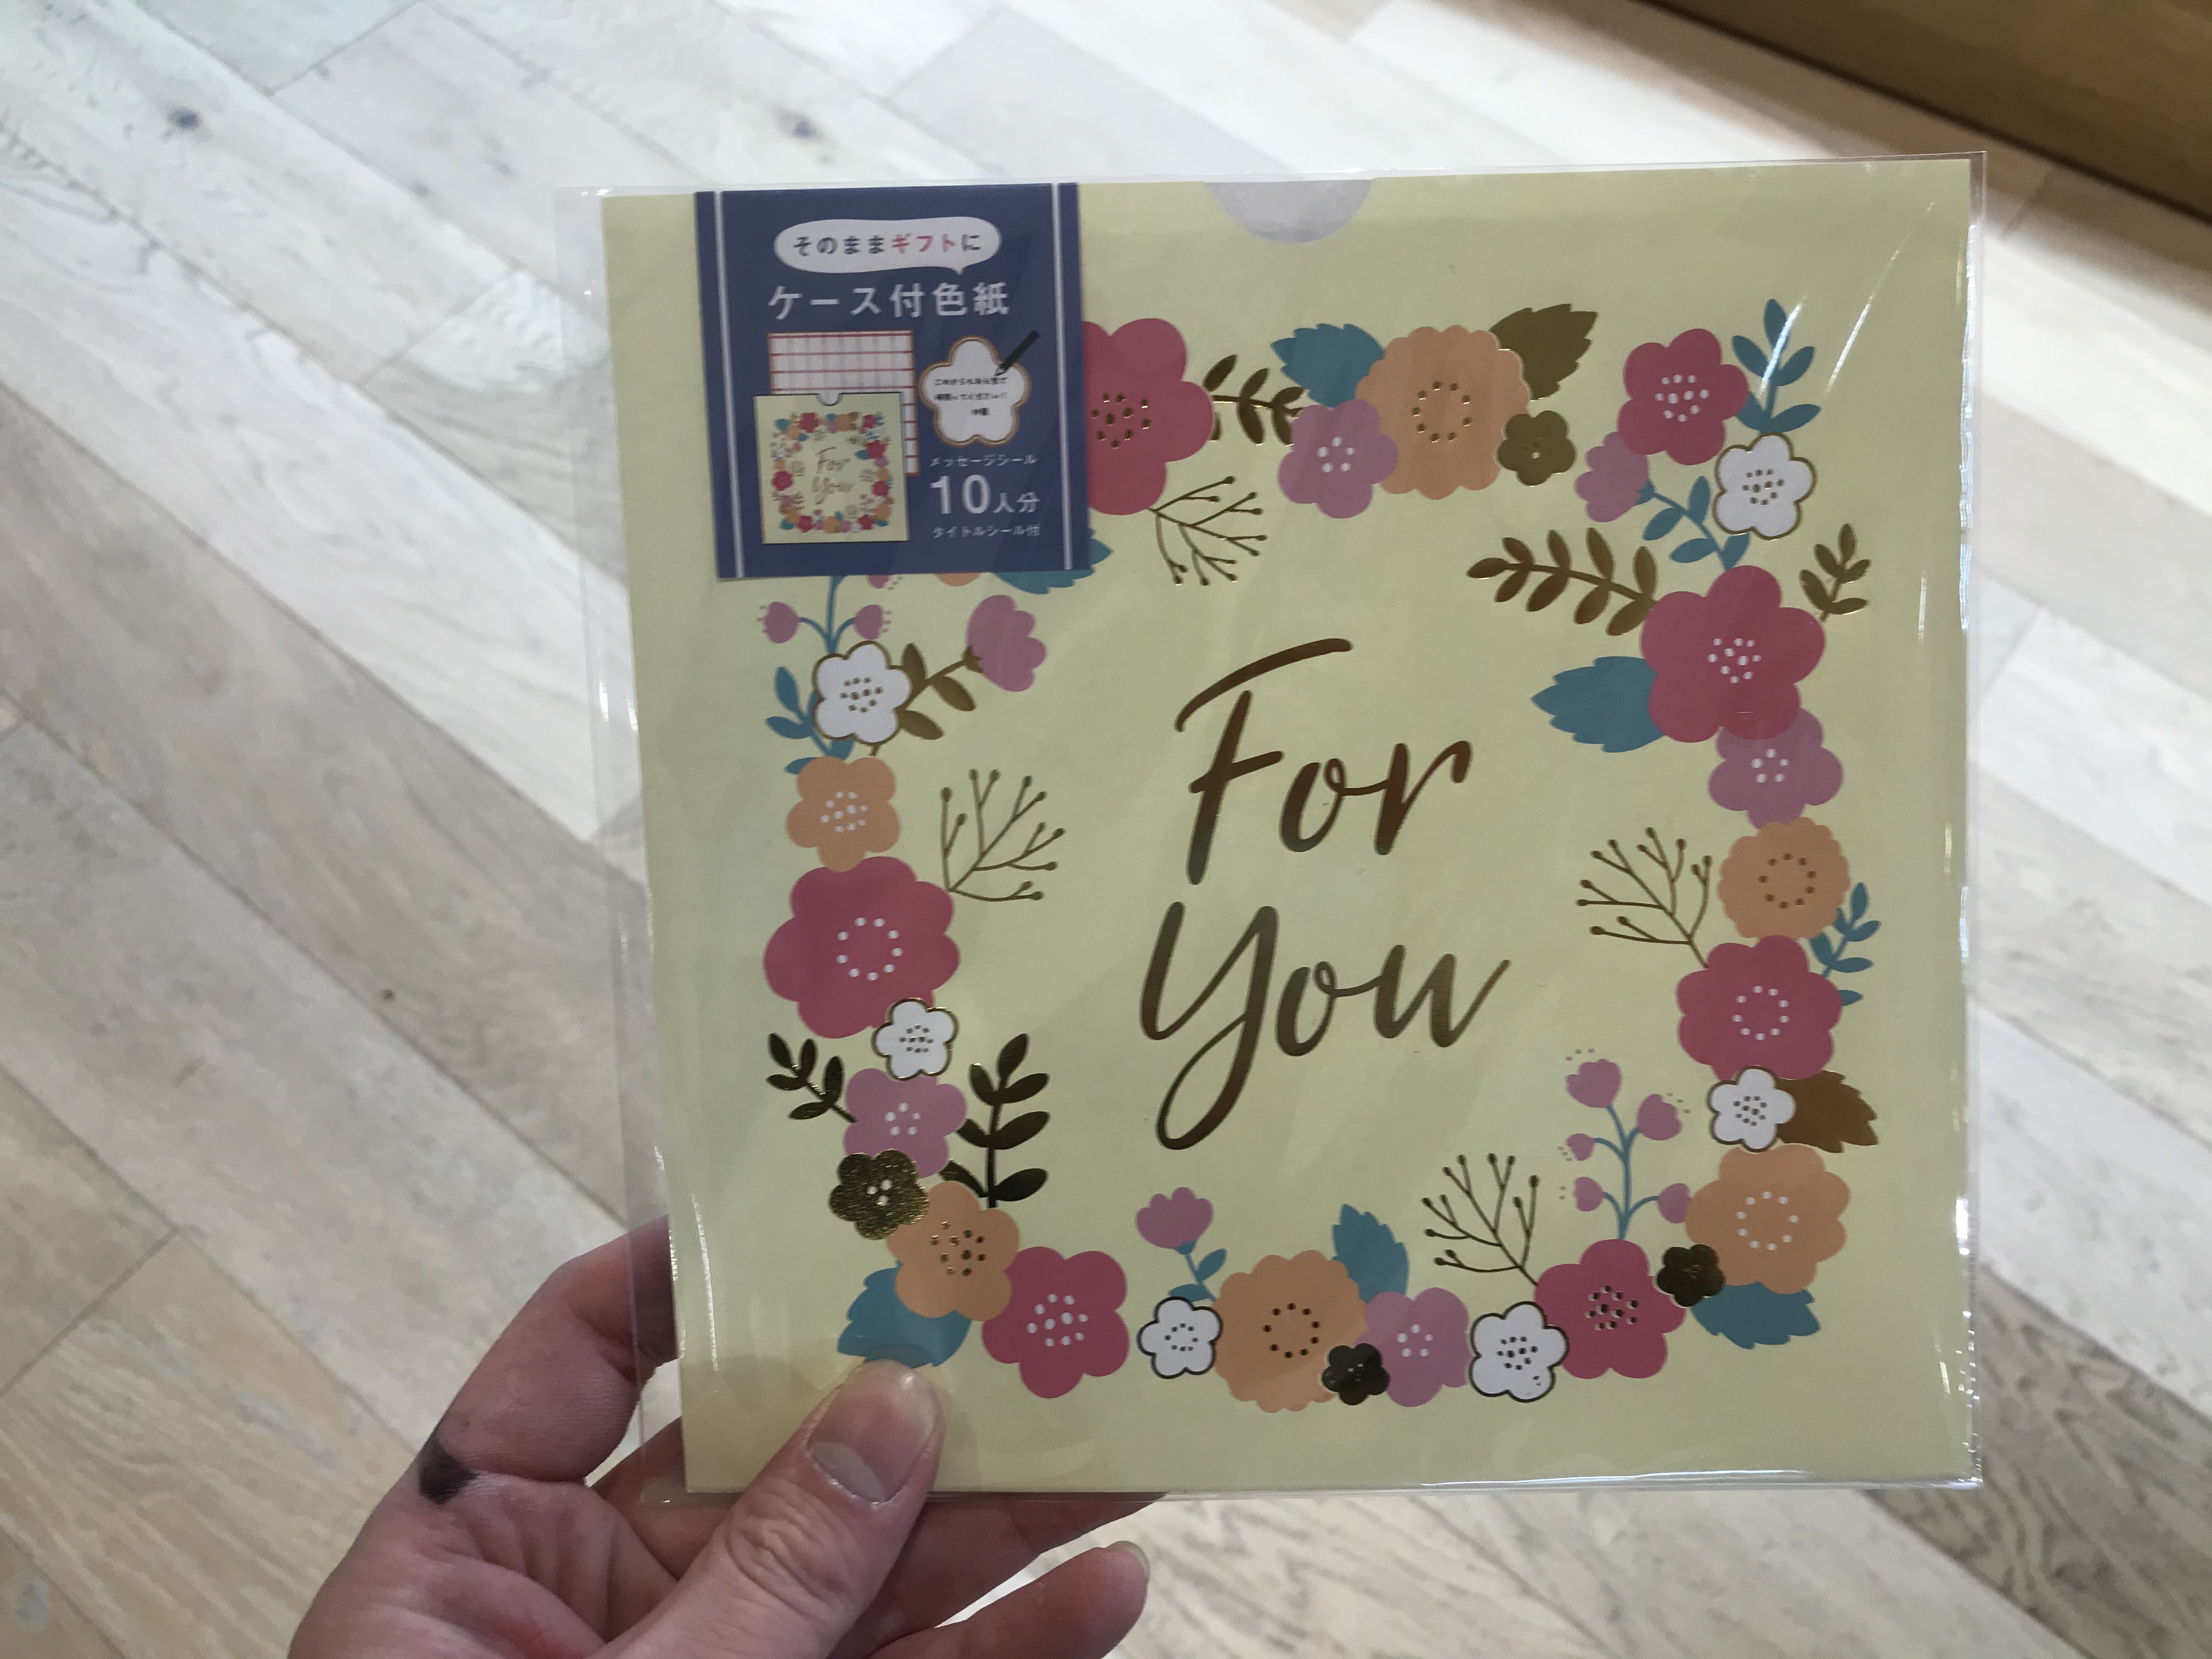 そのままギフトに
ケース付色紙
メッセージシール
10人分
タイトルシール付
For
You
For
You